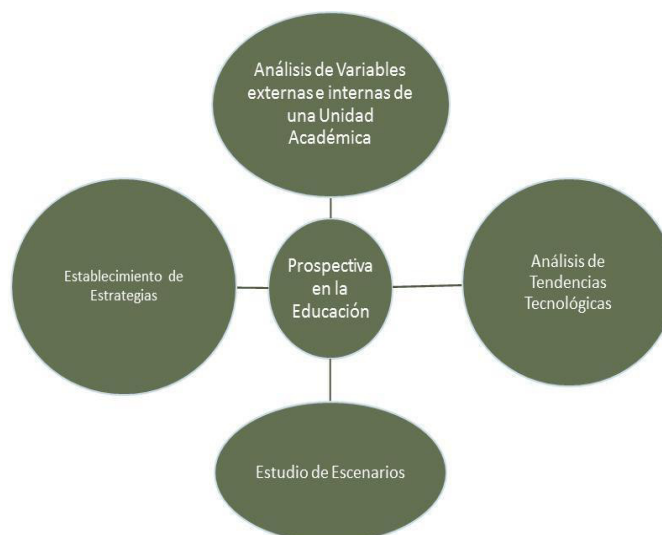 Análisis de Variables
externas e internas de
una Unidad
Académica
Establecimiento de
Estrategias
Prospectiva
en la
Educación
Análisis de
Tendencias
Tecnológicas
Estudio de Escenarios